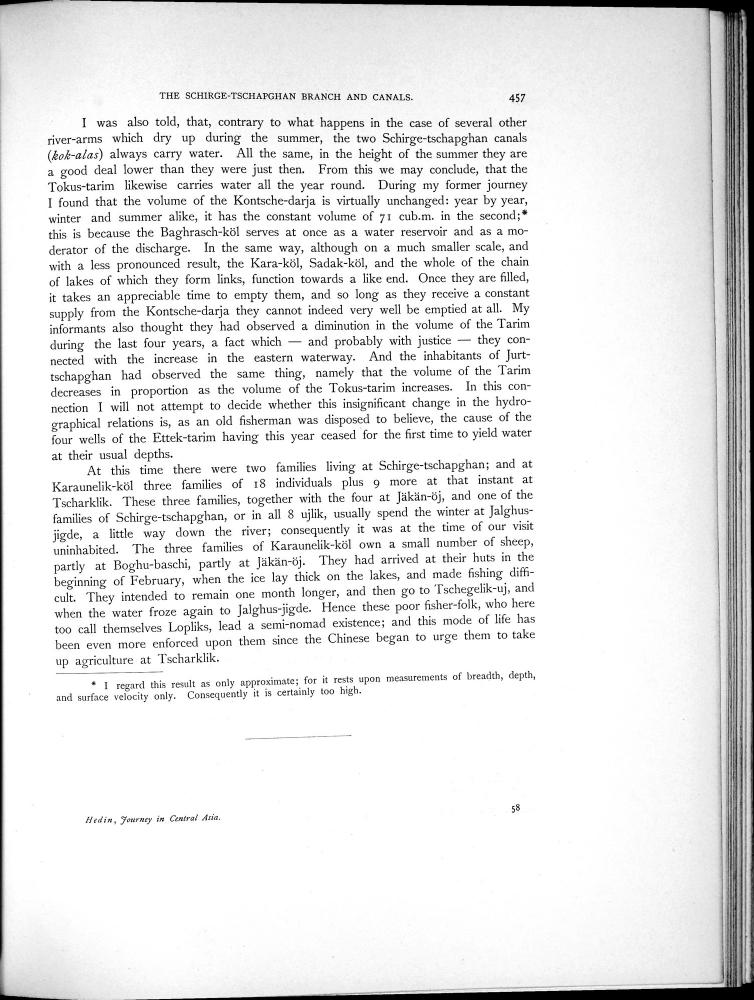 THE SCHIRGE-TSCHAPGHAN BRANCH AND CANALS. 457
I was also told, that, contrary to what happens in the case of several other
river-arms which dry up during the summer, the two Schirge-tschapghan canals
(kok-alas) always carry water. All the same, in the height of the summer they are
a good deal lower than they were just then. From this we may conclude, that the
Tokus-tarim likewise carries water all the year round. During my former journey
I found that the volume of the Kontsche-darja is virtually unchanged: year by year,
winter and summer alike, it has the constant volume of 71 cub.m. in the second;*
this is because the Baghrasch-köl serves at once as a water reservoir and as a mo-
derator of the discharge. In the same way, although on a much smaller scale, and
with a less pronounced result, the Kara-köl, Sadak-köl, and the whole of the chain
of lakes of which they form links, function towards a like end. Once they are filled,
it takes an appreciable time to empty them, and so long as they receive a constant
supply from the Kontsche-darja they cannot indeed very well be emptied at all. My
informants also thought they had observed a diminution in the volume of the Tarim
during the last four years, a fact which — and probably with justice — they con-
nected with the increase in the eastern waterway. And the inhabitants of Jurt-
tschapghan had observed the same thing, namely that the volume of the Tarim
decreases in proportion as the volume of the Tokus-tarim increases. In this con-
nection I will not attempt to decide whether this insignificant change in the hydro-
graphical relations is, as an old fisherman was disposed to believe, the cause of the
four wells of the Ettek-tarim having this year ceased for the first time to yield water
at their usual depths.
At this time there were two families living at Schirge-tschapghan; and at
Karaunelik-köl three families of 18 individuals plus 9 more at that instant at
Tscharklik. These three families, together with the four at Jäkän-öj, and one of the
families of Schirge-tschapghan, or in all 8 ujlik, usually spend the winter at Jalghus-
jigde, a little way down the river; consequently it was at the time of our visit
uninhabited. The three families of Karaunelik-köl own a small number of sheep,
partly at Boghu-baschi, partly at Jäkän-öj. They had arrived at their huts in the
beginning of February, when the ice lay thick on the lakes, and made fishing diffi-
cult. They intended to remain one month longer, and then go to Tschegelik-uj, and
when the water froze again to Jalghus-jigde. Hence these poor fisher-folk, who here
too call themselves Lopliks, lead a semi-nomad existence; and this mode of life has
been even more enforced upon them since the Chinese began to urge them to take
up agriculture at Tscharklik.
* I regard this result as only approximate; for it rests upon measurements of breadth, depth,
and surface velocity only. Consequently it is certainly too high.
58
Hedin, Journey in Central Asia.